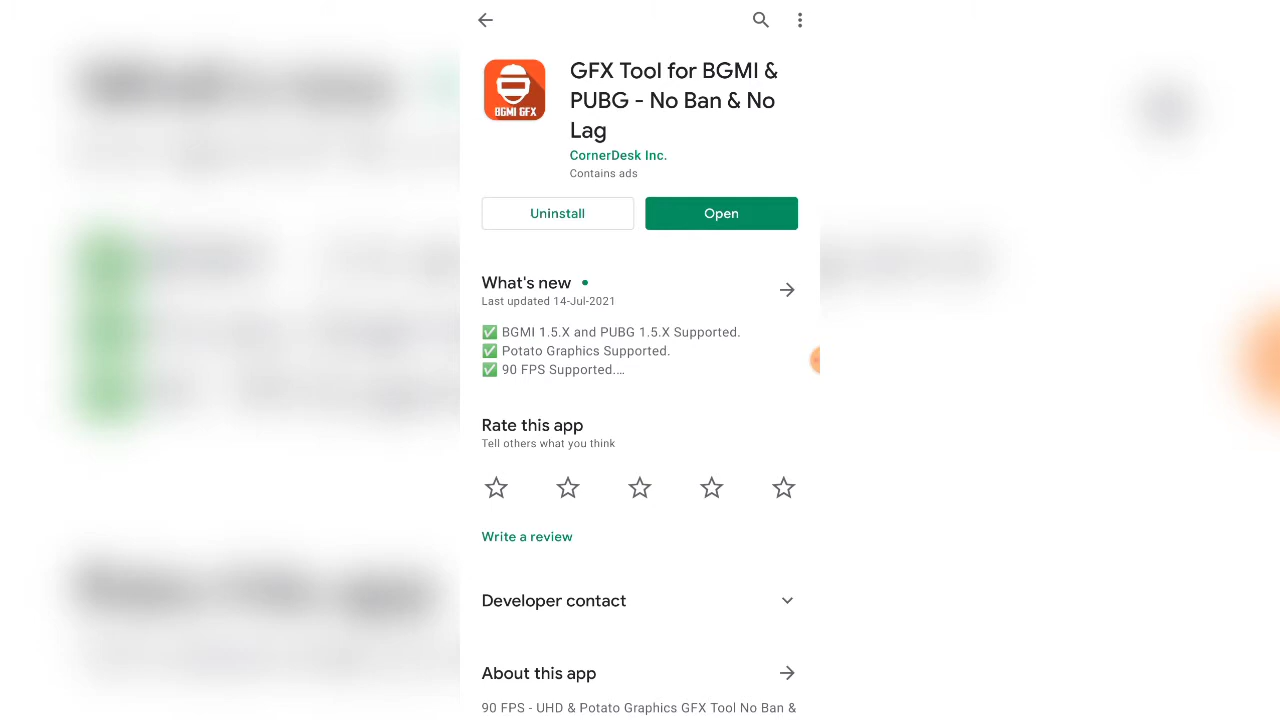 GFX Tool for BGMI &
PUBG - No Ban & No
Lag
BGMI GFX
CornerDesk Inc.
Contains ads
Uninstall
Open
What's new
Last updated 14-Jul-2021
✅ BGMI 1.5.X and PUBG 1.5.X Supported.
✅ Potato Graphics Supported.
✅ 90 FPS Supported....
Rate this app
Tell others what you think
Write a review
Developer contact
About this app
90 FPS - UHD & Potato Graphics GFX Tool No Ban &